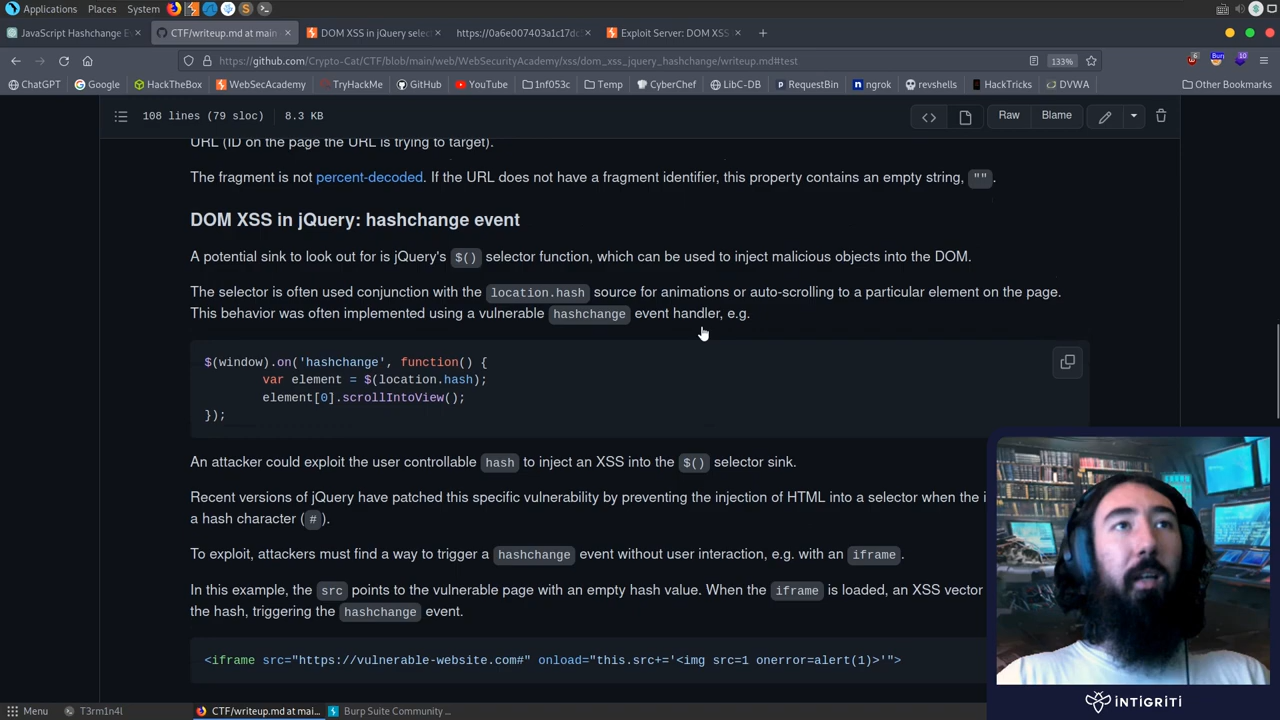 Applications Places System
JavaScript Hashchange E CTF/writeup.md at main DOM XSS in jQuery selec https://0a6e007403a1c17dc Exploit Server: DOM XSS
https://github.com/Crypto-Cat/CTF/blob/main/web/WebSecurityAcademy/xss/dom_xss_jquery_hashchange/writeup.md#test 133%
ChatGPT Google HackTheBox WebSecAcademy TryHackMe GitHub YouTube 1nf053c Temp CyberChef LibC-DB RequestBin ngrok revshells HackTricks DVWA Other Bookmarks
108 lines (79 sloc) 8.3 KB Raw Blame
URL (ID on the page the URL is trying to target).
The fragment is not percent-decoded. If the URL does not have a fragment identifier, this property contains an empty string, "" .
DOM XSS in jQuery: hashchange event
A potential sink to look out for is jQuery's $() selector function, which can be used to inject malicious objects into the DOM.
The selector is often used conjunction with the location.hash source for animations or auto-scrolling to a particular element on the page.
This behavior was often implemented using a vulnerable hashchange event handler, e.g.
$(window).on('hashchange', function() {
var element = $(location.hash);
element[0].scrollIntoView();
});
An attacker could exploit the user controllable hash to inject an XSS into the $() selector sink.
Recent versions of jQuery have patched this specific vulnerability by preventing the injection of HTML into a selector when the i
a hash character ( # ).
To exploit, attackers must find a way to trigger a hashchange event without user interaction, e.g. with an iframe .
In this example, the src points to the vulnerable page with an empty hash value. When the iframe is loaded, an XSS vector
the hash, triggering the hashchange event.
<iframe src="https://vulnerable-website.com#" onload="this.src+='<img src=1 onerror=alert(1)>'">
INTIGRITI
Menu T3rm1n4l CTF/writeup.md at mai... Burp Suite Community ...